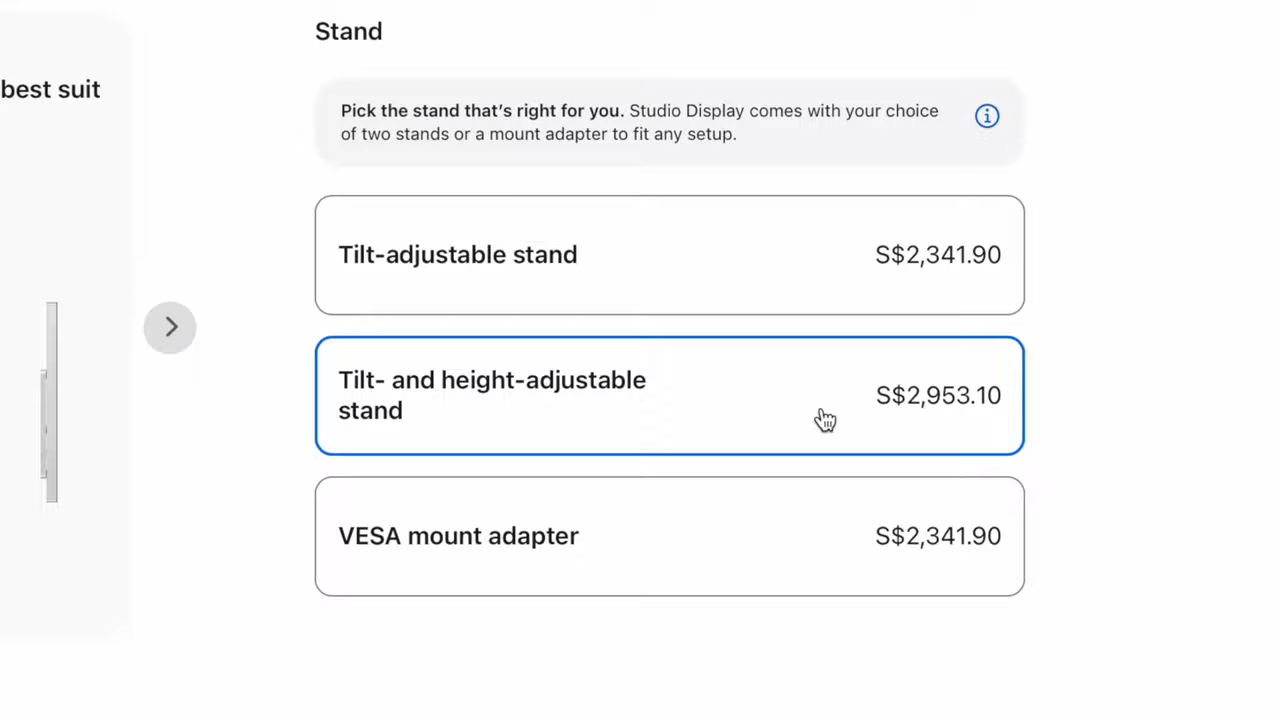 Stand
best suit
Pick the stand that's right for you. Studio Display comes with your choice
of two stands or a mount adapter to fit any setup.
Tilt-adjustable stand S$2,341.90
Tilt- and height-adjustable
stand
S$2,953.10
VESA mount adapter S$2,341.90